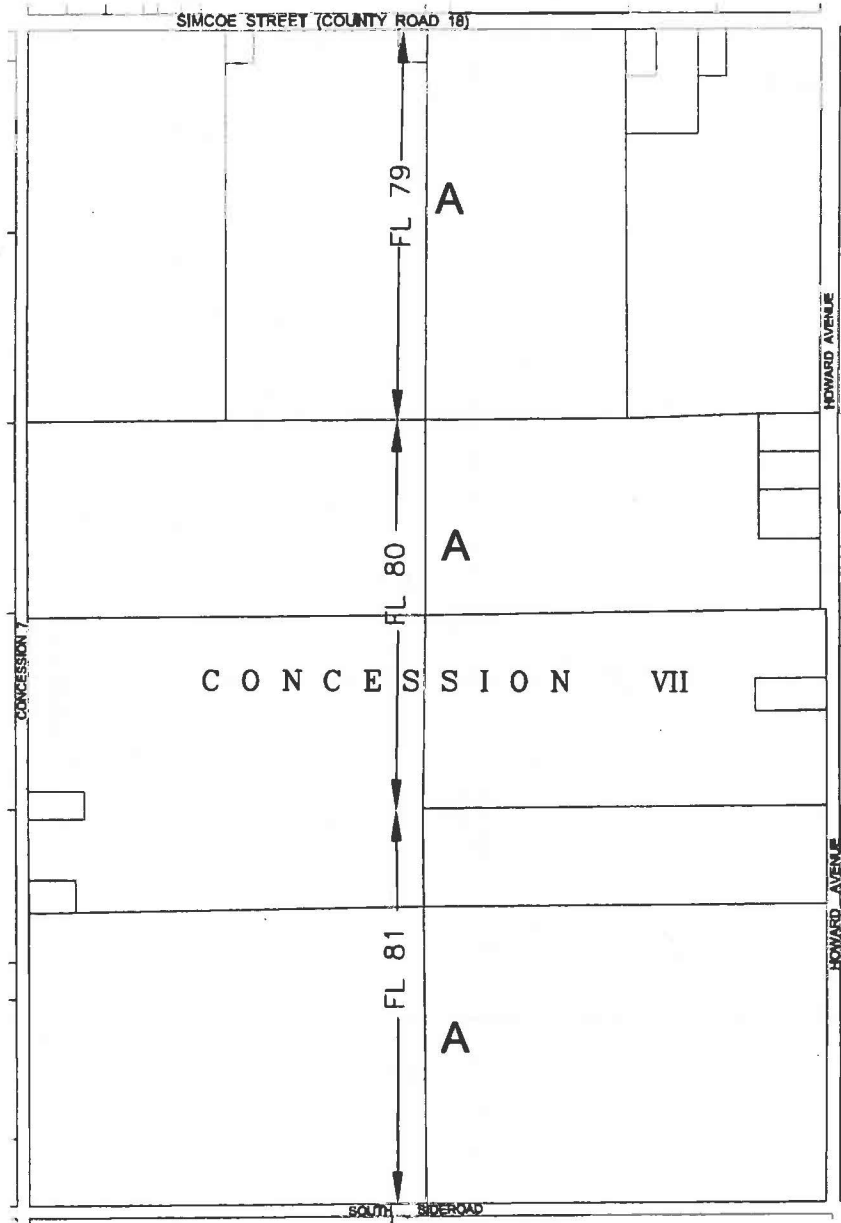 SIMCOE STREET (COUNTY ROAD 18)
FL 79
A
HOWARD AVENUE
FL 80
A
CONCESSION 7
CONCESSION VII
HOWARD AVENUE
FL 81
A
SOUTH SIDEROAD